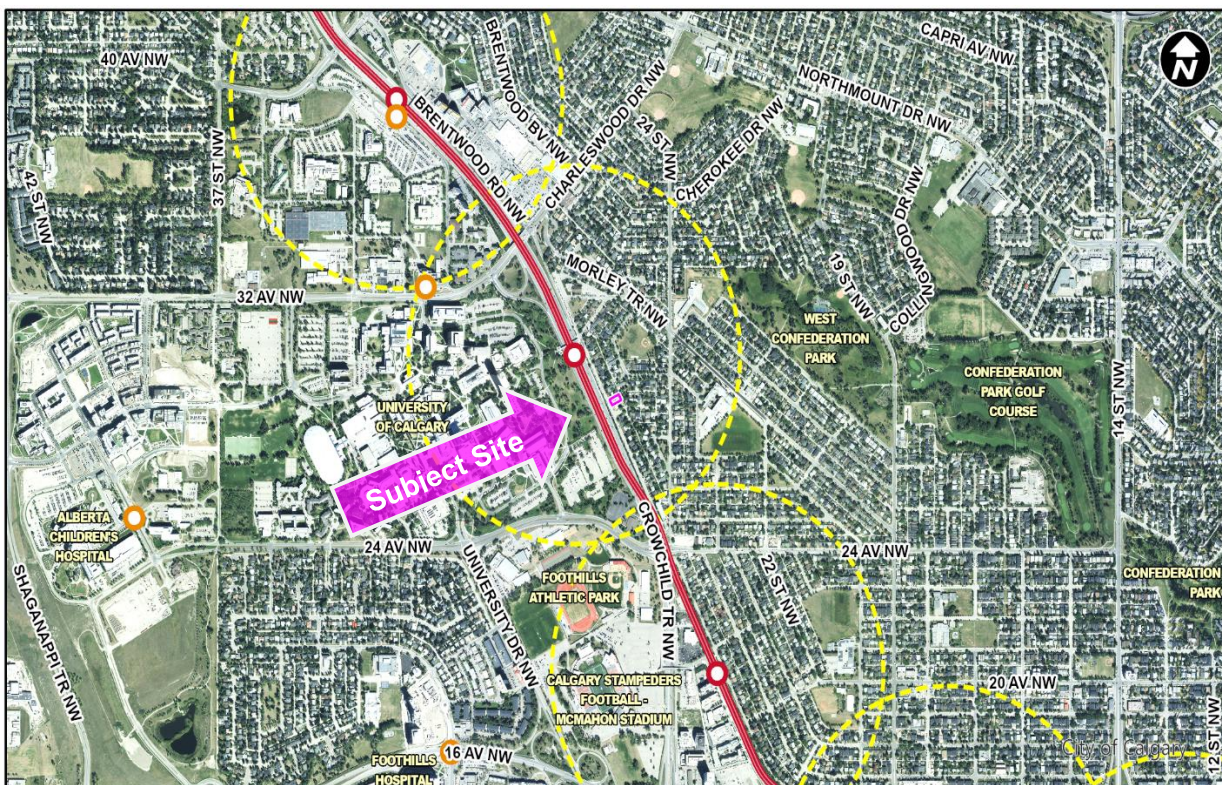 40 AV NW
42 ST NW
37 ST NW
BRENTWOOD RD NW
BRENTWOOD BV NW
CHARLESWOOD DR NW
24 ST NW
CHEROKEE DR NW
CAPRI AV NW
NORTHMOUNT DR NW
N
COLLINGWOOD DR NW
19 ST NW
MORLEY TR NW
32 AV NW
WEST
CONFEDERATION
PARK
CONFEDERATION
PARK GOLF
COURSE
14 ST NW
UNIVERSITY
OF CALGARY
Subject Site
ALBERTA
CHILDREN'S
HOSPITAL
24 AV NW
UNIVERSITY DR NW
SHAGANAPPI TR NW
CROWCHILD TR NW
FOOTHILLS
ATHLETIC PARK
22 ST NW
24 AV NW
CONFEDERATION
PARK
CALGARY STAMPEDERS
FOOTBALL -
MCMAHON STADIUM
20 AV NW
FOOTHILLS
HOSPITAL
16 AV NW
City of Calgary
12 ST NW